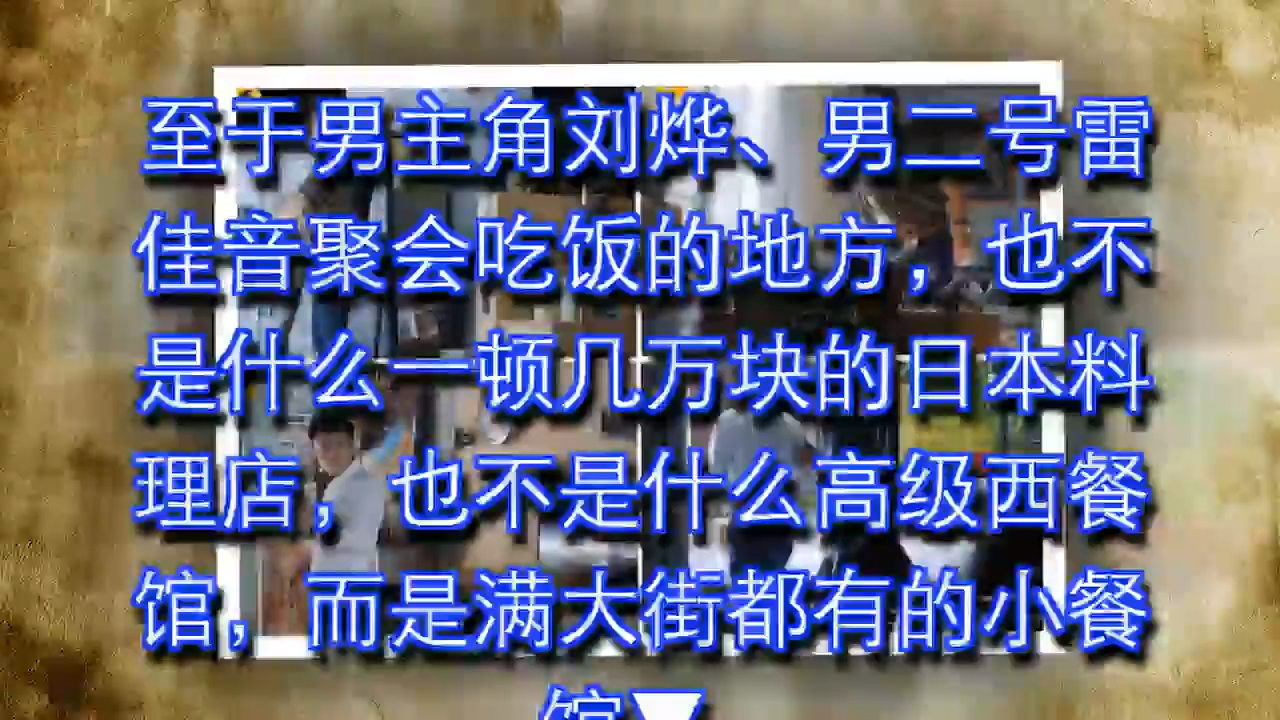 至于男主角刘烨、男二号雷
佳音聚会吃饭的地方，也不
是什么一顿几万块的日本料
理店，也不是什么高级西餐
馆，而是满大街都有的小餐
馆▼